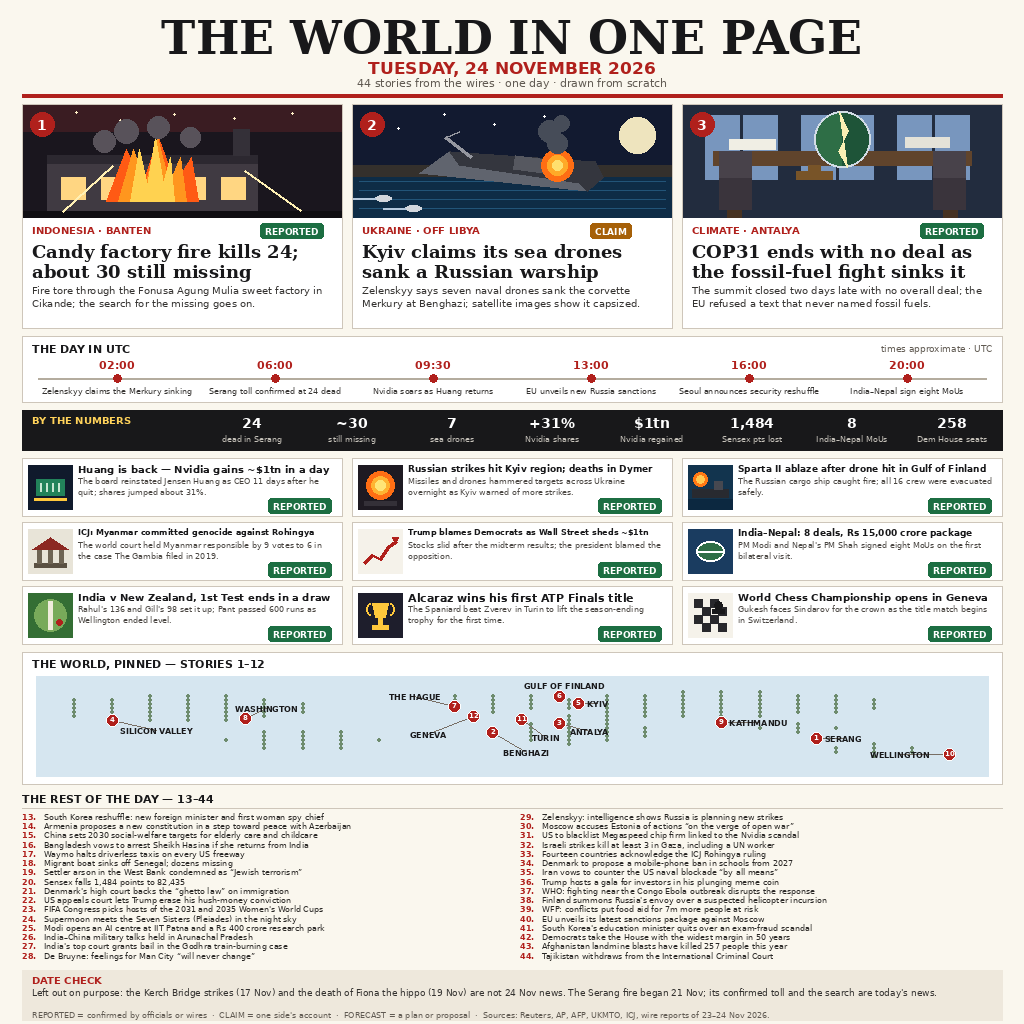 THE WORLD IN ONE PAGE
TUESDAY, 24 NOVEMBER 2026
44 stories from the wires · one day · drawn from scratch
1
INDONESIA · BANTEN
REPORTED
Candy factory fire kills 24;
about 30 still missing
Fire tore through the Fonusa Agung Mulia sweet factory in
Cikande; the search for the missing goes on.
2
UKRAINE · OFF LIBYA
CLAIM
Kyiv claims its sea drones
sank a Russian warship
Zelenskyy says seven naval drones sank the corvette
Merkury at Benghazi; satellite images show it capsized.
3
CLIMATE · ANTALYA
REPORTED
COP31 ends with no deal as
the fossil-fuel fight sinks it
The summit closed two days late with no overall deal; the
EU refused a text that never named fossil fuels.
THE DAY IN UTC
times approximate · UTC
02:00 06:00 09:30 13:00 16:00 20:00
Zelenskyy claims the Merkury sinking Serang toll confirmed at 24 dead Nvidia soars as Huang returns EU unveils new Russia sanctions Seoul announces security reshuffle India–Nepal sign eight MoUs
BY THE NUMBERS
24 ~30 7 +31% $1tn 1,484 8 258
dead in Serang still missing sea drones Nvidia shares Nvidia regained Sensex pts lost India–Nepal MoUs Dem House seats
Huang is back — Nvidia gains ~$1tn in a day
The board reinstated Jensen Huang as CEO 11 days after he
quit; shares jumped about 31%.
REPORTED
Russian strikes hit Kyiv region; deaths in Dymer
Missiles and drones hammered targets across Ukraine
overnight as Kyiv warned of more strikes.
REPORTED
Sparta II ablaze after drone hit in Gulf of Finland
The Russian cargo ship caught fire; all 16 crew were evacuated
safely.
REPORTED
ICJ: Myanmar committed genocide against Rohingya
The world court held Myanmar responsible by 9 votes to 6 in
the case The Gambia filed in 2019.
REPORTED
Trump blames Democrats as Wall Street sheds ~$1tn
Stocks slid after the midterm results; the president blamed the
opposition.
REPORTED
India–Nepal: 8 deals, Rs 15,000 crore package
PM Modi and Nepal's PM Shah signed eight MoUs on the first
bilateral visit.
REPORTED
India v New Zealand, 1st Test ends in a draw
Rahul's 136 and Gill's 98 set it up; Pant passed 600 runs as
Wellington ended level.
REPORTED
Alcaraz wins his first ATP Finals title
The Spaniard beat Zverev in Turin to lift the season-ending
trophy for the first time.
REPORTED
World Chess Championship opens in Geneva
Gukesh faces Sindarov for the crown as the title match begins
in Switzerland.
REPORTED
THE WORLD, PINNED — STORIES 1–12
4
SILICON VALLEY
8
WASHINGTON
THE HAGUE
7
12
GENEVA
2
BENGHAZI
11
TURIN
GULF OF FINLAND
6
5
KYIV
3
ANTALYA
9
KATHMANDU
1
SERANG
WELLINGTON
10
THE REST OF THE DAY — 13–44
13. South Korea reshuffle: new foreign minister and first woman spy chief
14. Armenia proposes a new constitution in a step toward peace with Azerbaijan
15. China sets 2030 social-welfare targets for elderly care and childcare
16. Bangladesh vows to arrest Sheikh Hasina if she returns from India
17. Waymo halts driverless taxis on every US freeway
18. Migrant boat sinks off Senegal; dozens missing
19. Settler arson in the West Bank condemned as “Jewish terrorism”
20. Sensex falls 1,484 points to 82,435
21. Denmark's high court backs the “ghetto law” on immigration
22. US appeals court lets Trump erase his hush-money conviction
23. FIFA Congress picks hosts of the 2031 and 2035 Women's World Cups
24. Supermoon meets the Seven Sisters (Pleiades) in the night sky
25. Modi opens an AI centre at IIT Patna and a Rs 400 crore research park
26. India–China military talks held in Arunachal Pradesh
27. India's top court grants bail in the Godhra train-burning case
28. De Bruyne: feelings for Man City “will never change”
29. Zelenskyy: intelligence shows Russia is planning new strikes
30. Moscow accuses Estonia of actions “on the verge of open war”
31. US to blacklist Megaspeed chip firm linked to the Nvidia scandal
32. Israeli strikes kill at least 3 in Gaza, including a UN worker
33. Fourteen countries acknowledge the ICJ Rohingya ruling
34. Denmark to propose a mobile-phone ban in schools from 2027
35. Iran vows to counter the US naval blockade “by all means”
36. Trump hosts a gala for investors in his plunging meme coin
37. WHO: fighting near the Congo Ebola outbreak disrupts the response
38. Finland summons Russia's envoy over a suspected helicopter incursion
39. WFP: conflicts put food aid for 7m more people at risk
40. EU unveils its latest sanctions package against Moscow
41. South Korea's education minister quits over an exam-fraud scandal
42. Democrats take the House with the widest margin in 50 years
43. Afghanistan landmine blasts have killed 257 people this year
44. Tajikistan withdraws from the International Criminal Court
DATE CHECK
Left out on purpose: the Kerch Bridge strikes (17 Nov) and the death of Fiona the hippo (19 Nov) are not 24 Nov news. The Serang fire began 21 Nov; its confirmed toll and the search are today's news.
REPORTED = confirmed by officials or wires · CLAIM = one side's account · FORECAST = a plan or proposal · Sources: Reuters, AP, AFP, UKMTO, ICJ, wire reports of 23–24 Nov 2026.